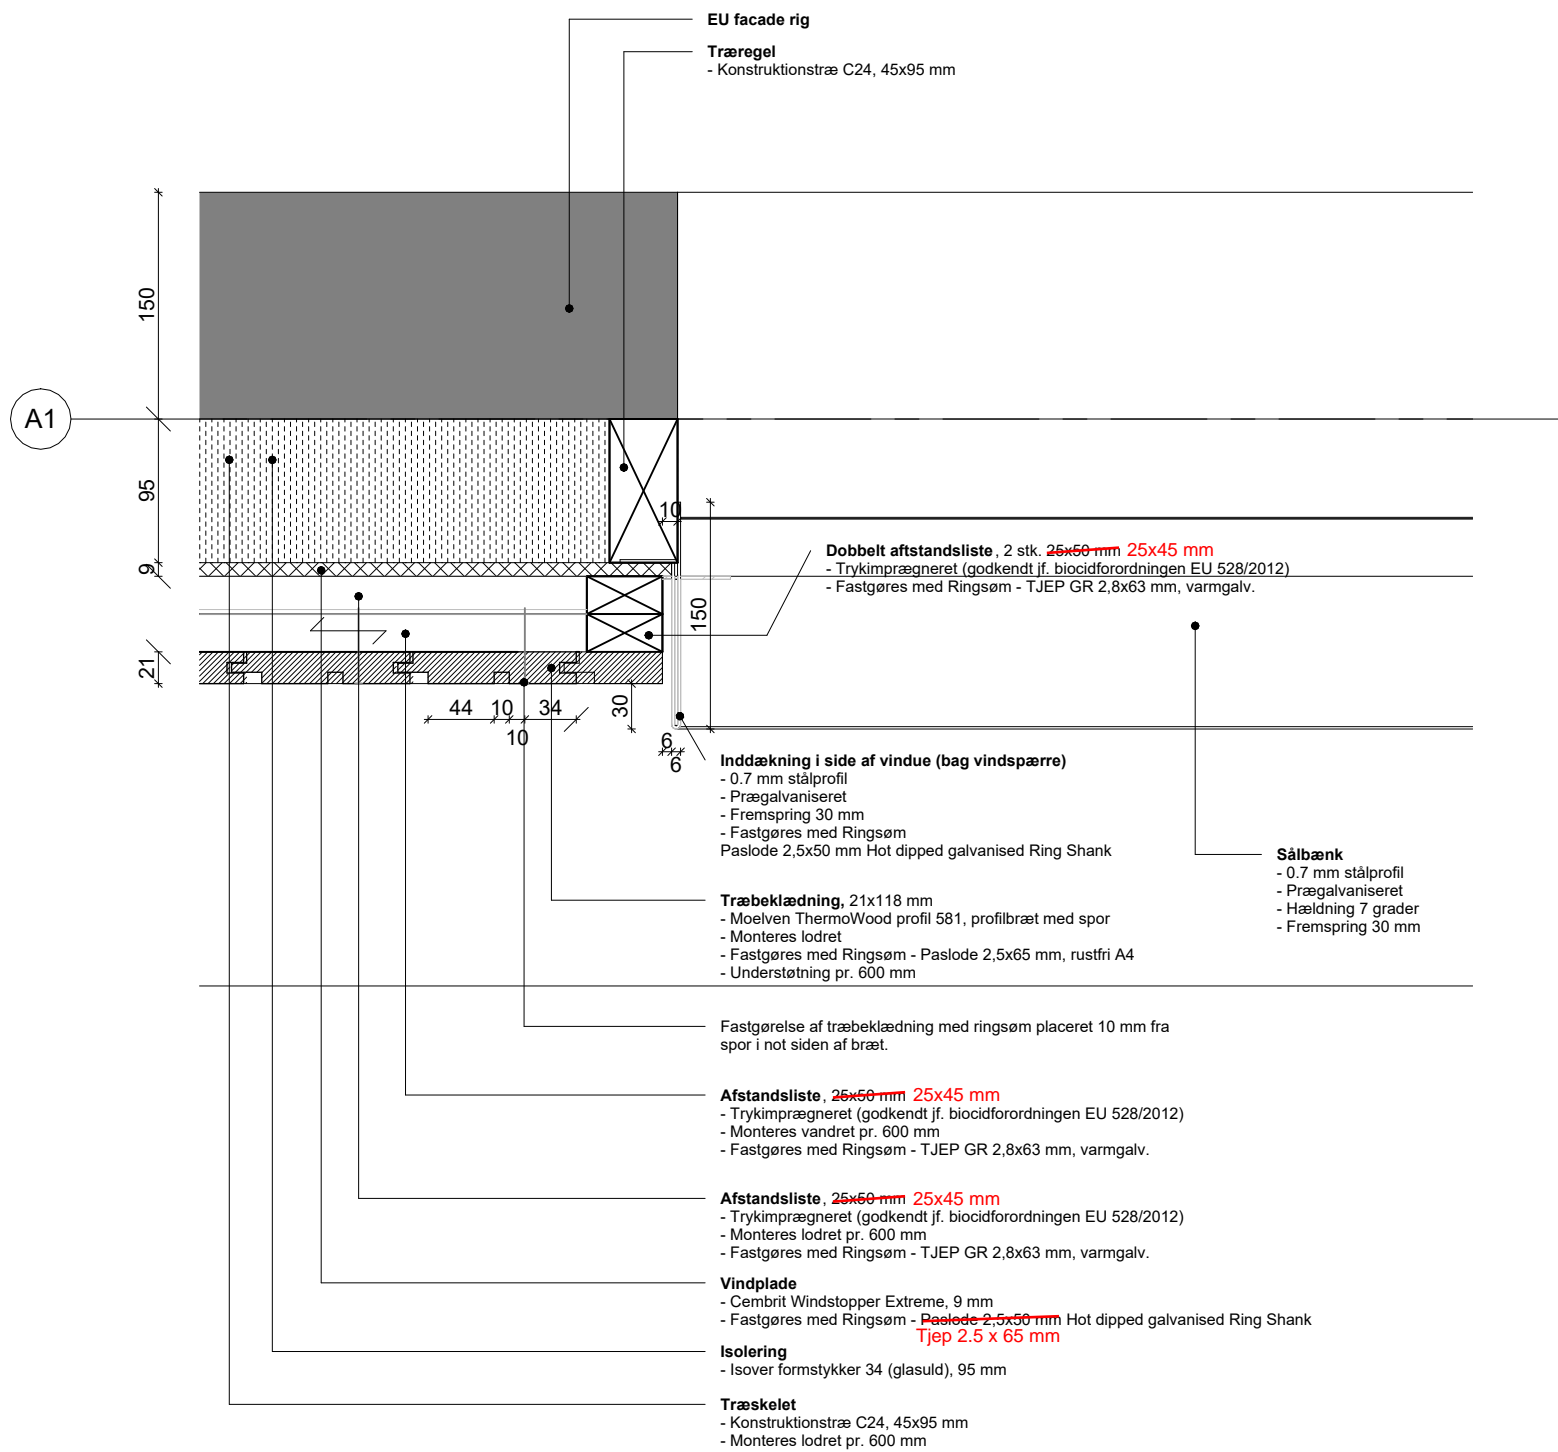 EU facade rig
Træregel
- Konstruktionstræ C24, 45x95 mm
150
A1
95
10
9
Dobbelt aftstandsliste, 2 stk. 25x50 mm 25x45 mm
- Trykimprægneret (godkendt jf. biocidforordningen EU 528/2012)
- Fastgøres med Ringsøm - TJEP GR 2,8x63 mm, varmgalv.
150
21
44 10 34
10
30
6
6
Inddækning i side af vindue (bag vindspærre)
- 0.7 mm stålprofil
- Prægalvaniseret
- Fremspring 30 mm
- Fastgøres med Ringsøm
Paslode 2,5x50 mm Hot dipped galvanised Ring Shank
Sålbænk
- 0.7 mm stålprofil
- Prægalvaniseret
- Hældning 7 grader
- Fremspring 30 mm
Træbeklædning, 21x118 mm
- Moelven ThermoWood profil 581, profilbræt med spor
- Monteres lodret
- Fastgøres med Ringsøm - Paslode 2,5x65 mm, rustfri A4
- Understøtning pr. 600 mm
Fastgørelse af træbeklædning med ringsøm placeret 10 mm fra
spor i not siden af bræt.
Afstandsliste, 25x50 mm 25x45 mm
- Trykimprægneret (godkendt jf. biocidforordningen EU 528/2012)
- Monteres vandret pr. 600 mm
- Fastgøres med Ringsøm - TJEP GR 2,8x63 mm, varmgalv.
Afstandsliste, 25x50 mm 25x45 mm
- Trykimprægneret (godkendt jf. biocidforordningen EU 528/2012)
- Monteres lodret pr. 600 mm
- Fastgøres med Ringsøm - TJEP GR 2,8x63 mm, varmgalv.
Vindplade
- Cembrit Windstopper Extreme, 9 mm
- Fastgøres med Ringsøm - Paslode 2,5x50 mm Hot dipped galvanised Ring Shank
Tjep 2.5 x 65 mm
Isolering
- Isover formstykker 34 (glasuld), 95 mm
Træskelet
- Konstruktionstræ C24, 45x95 mm
- Monteres lodret pr. 600 mm